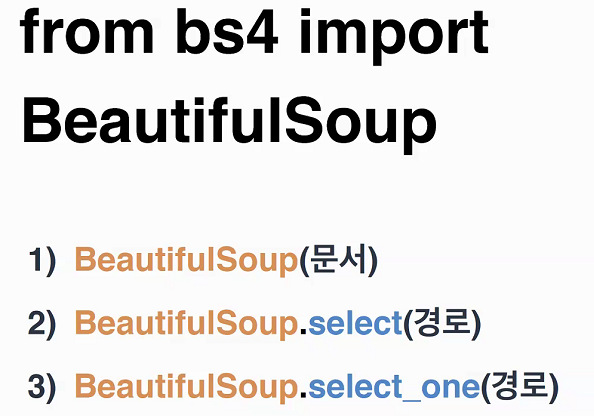 from bs4 import
BeautifulSoup
1) BeautifulSoup(문서)
2) BeautifulSoup.select(경로)
3) BeautifulSoup.select_one(경로)